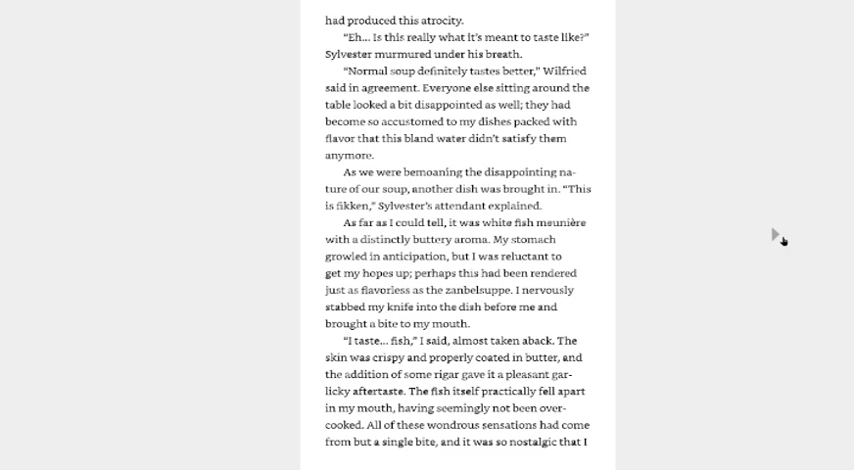 had produced this atrocity.
“Eh... Is this really what it’s meant to taste like?”
Sylvester murmured under his breath.
“Normal soup definitely tastes better,” Wilfried
said in agreement. Everyone else sitting around the
table looked a bit disappointed as well; they had
become so accustomed to my dishes packed with
flavor that this bland water didn’t satisfy them
anymore.
As we were bemoaning the disappointing na-
ture of our soup, another dish was brought in. “This
is fikken,” Sylvester’s attendant explained.
As far as I could tell, it was white fish meunière
with a distinctly buttery aroma. My stomach
growled in anticipation, but I was reluctant to
get my hopes up; perhaps this had been rendered
just as flavorless as the zanbelsuppe. I nervously
stabbed my knife into the dish before me and
brought a bite to my mouth.
“I taste... fish,” I said, almost taken aback. The
skin was crispy and properly coated in butter, and
the addition of some rigar gave it a pleasant gar-
licky aftertaste. The fish itself practically fell apart
in my mouth, having seemingly not been over-
cooked. All of these wondrous sensations had come
from but a single bite, and it was so nostalgic that I